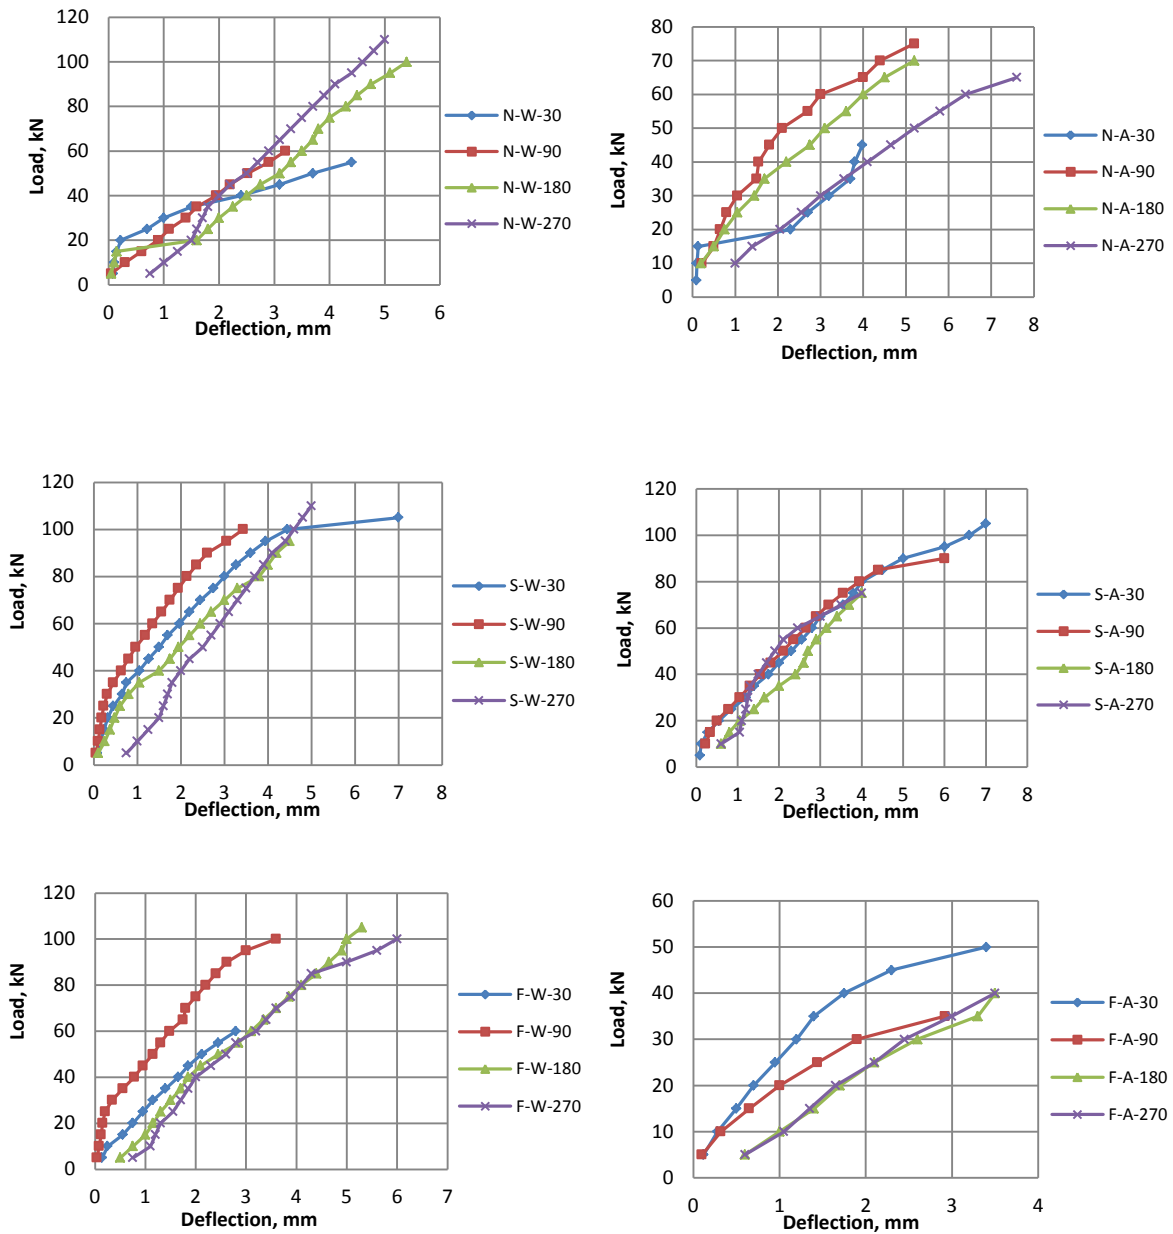 120
100
80
60
40
20
0
Load, kN
0 1 2 3 4 5 6
Deflection, mm
N-W-30
N-W-90
N-W-180
N-W-270
80
70
60
50
40
30
20
10
0
Load, kN
0 1 2 3 4 5 6 7 8
Deflection, mm
N-A-30
N-A-90
N-A-180
N-A-270
120
100
80
60
40
20
0
Load, kN
0 1 2 3 4 5 6 7 8
Deflection, mm
S-W-30
S-W-90
S-W-180
S-W-270
120
100
80
60
40
20
0
Load, kN
0 1 2 3 4 5 6 7 8
Deflection, mm
S-A-30
S-A-90
S-A-180
S-A-270
120
100
80
60
40
20
0
Load, kN
0 1 2 3 4 5 6 7
Deflection, mm
F-W-30
F-W-90
F-W-180
F-W-270
60
50
40
30
20
10
0
Load, kN
0 1 2 3 4
Deflection, mm
F-A-30
F-A-90
F-A-180
F-A-270